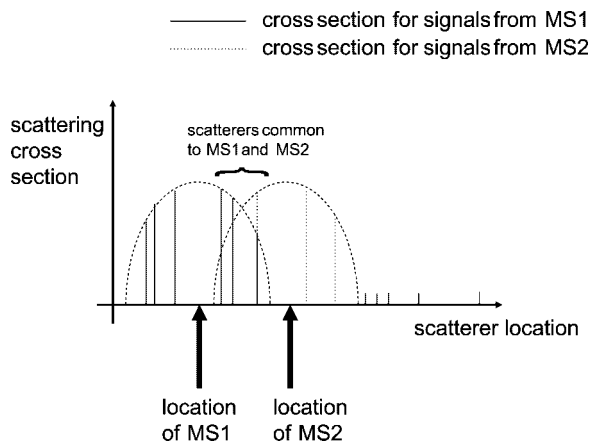 cross section for signals from MS1
cross section for signals from MS2
scattering
cross
section
scatterers common
to MS1 and MS2
scatterer location
location
of MS1
location
of MS2